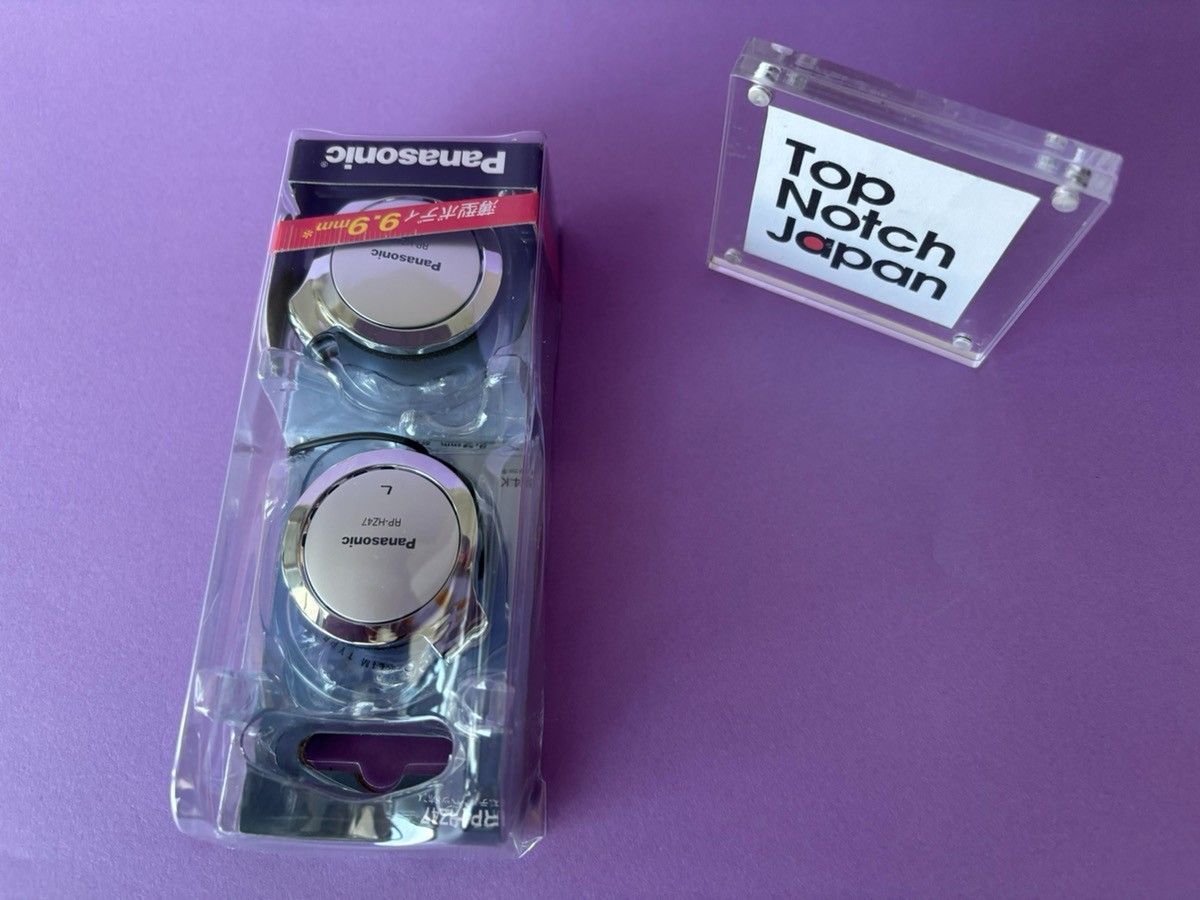 Panasonic
薄型ボディ9.9mm※
Panasonic
L
RP-HZ47
Panasonic
RP-HZ47
Top
Notch
Japan